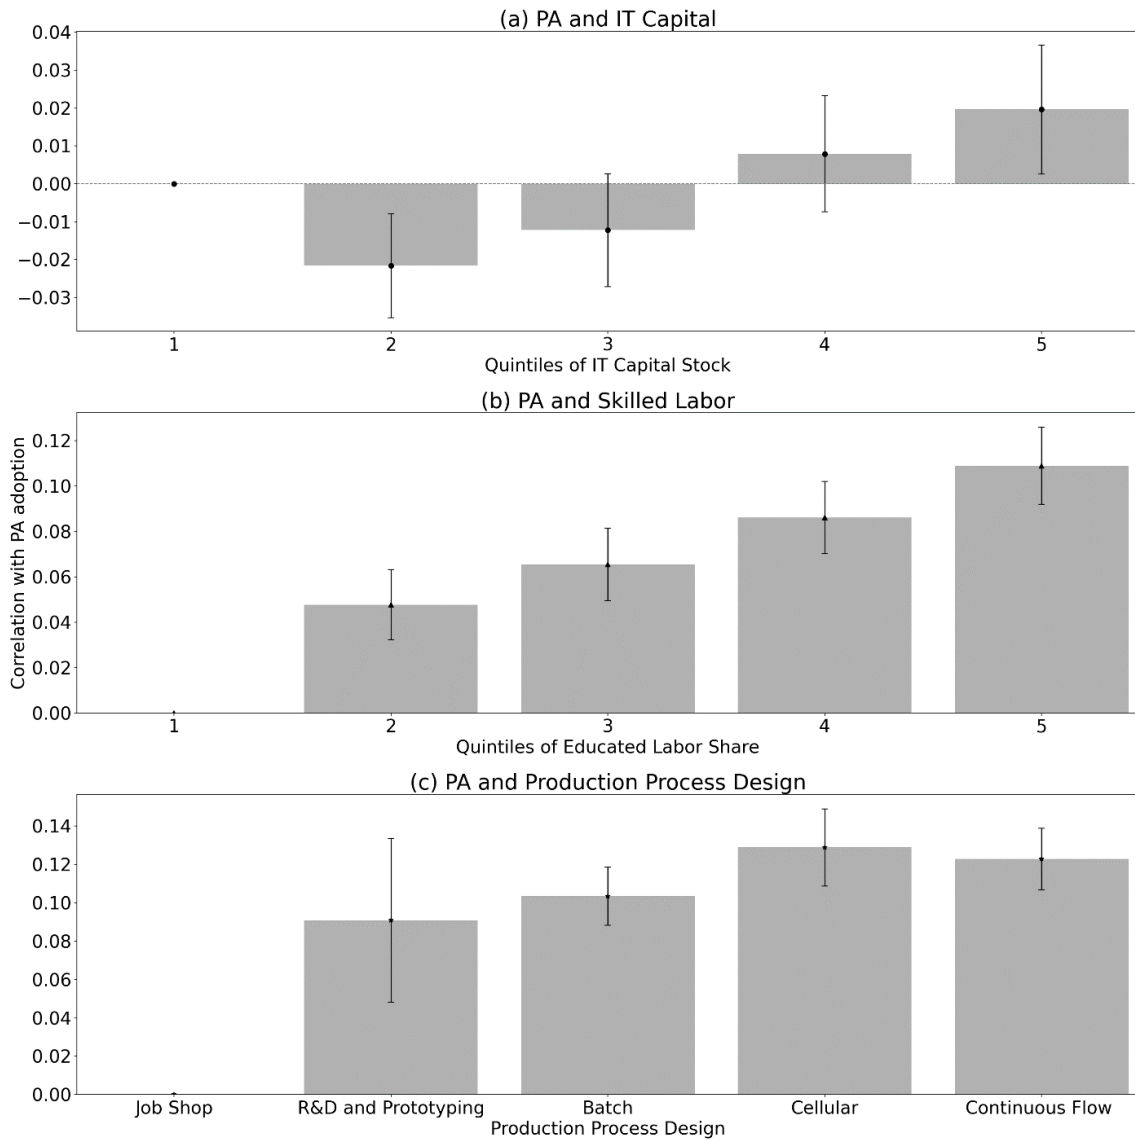 (a) PA and IT Capital
0.04
0.03
0.02
0.01
0.00
−0.01
−0.02
−0.03
1 2 3 4 5
Quintiles of IT Capital Stock
(b) PA and Skilled Labor
Correlation with PA adoption
0.12
0.10
0.08
0.06
0.04
0.02
0.00
1 2 3 4 5
Quintiles of Educated Labor Share
(c) PA and Production Process Design
0.14
0.12
0.10
0.08
0.06
0.04
0.02
0.00
Job Shop R&D and Prototyping Batch Cellular Continuous Flow
Production Process Design